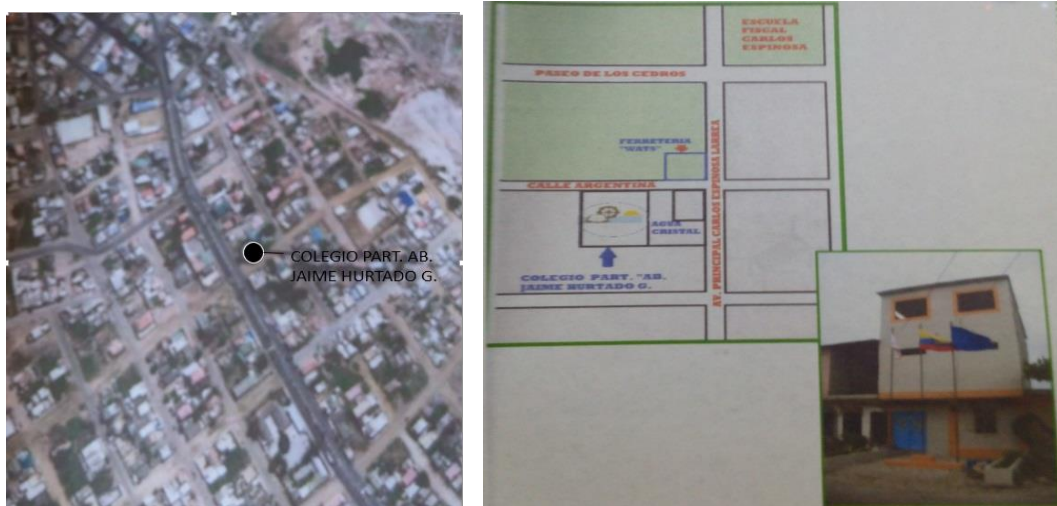 COLEGIO PART. AB.
JAIME HURTADO G.
ESCUELA
FISCAL
CARLOS
ESPINOSA
PASEO DE LOS CEDROS
FERRETERIA
"WATS"
CALLE ARGENTINA
AGUA
CRISTAL
AV. PRINCIPAL CARLOS ESPINOSA LARREA
COLEGIO PART. "AB.
JAIME HURTADO G.